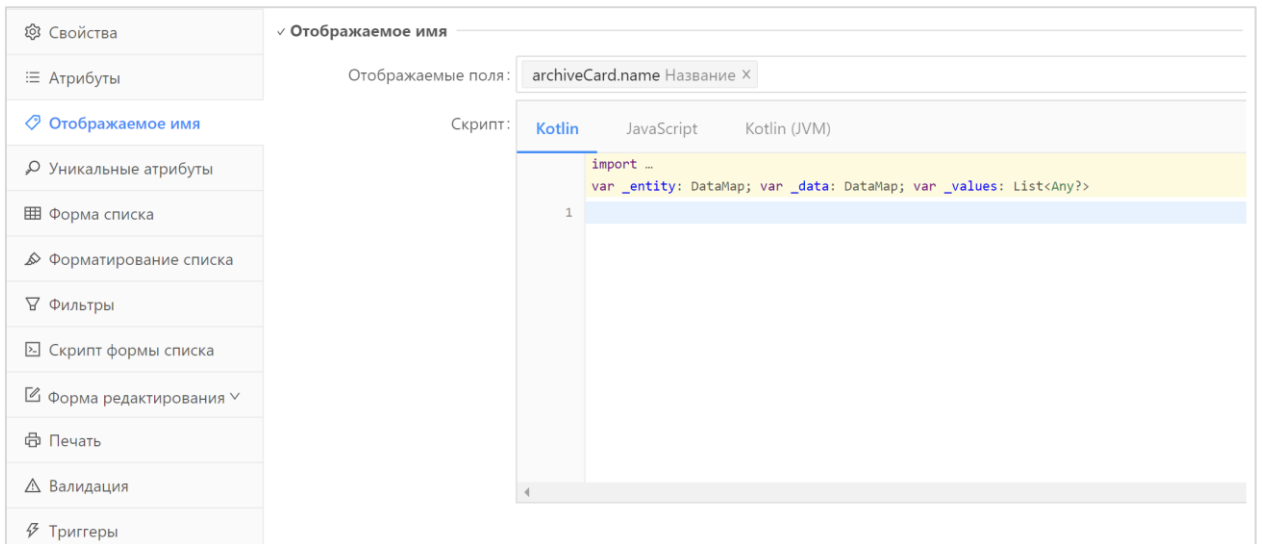 Свойства
Атрибуты
Отображаемое имя
Уникальные атрибуты
Форма списка
Форматирование списка
Фильтры
Скрипт формы списка
Форма редактирования
Печать
Валидация
Триггеры
Отображаемое имя
Отображаемые поля: archiveCard.name Название ×
Скрипт: Kotlin JavaScript Kotlin (JVM)
import …
var _entity: DataMap; var _data: DataMap; var _values: List<Any?>
1